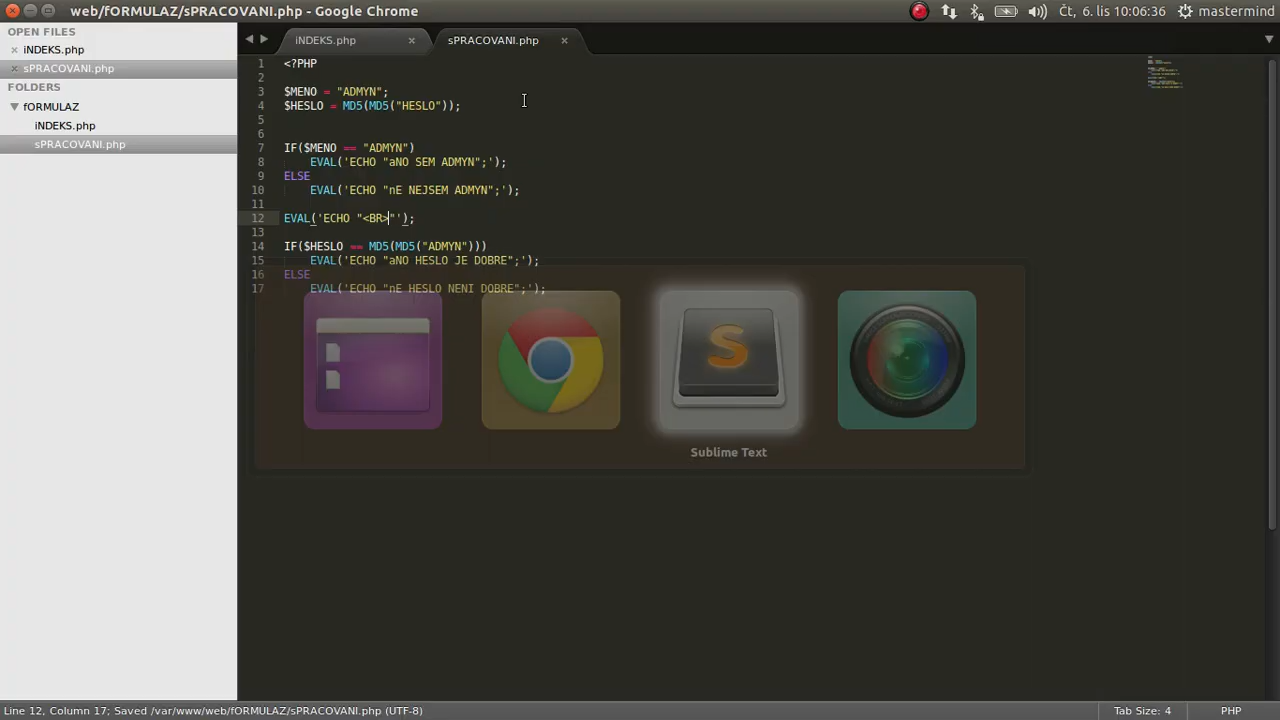 web/fORMULAZ/sPRACOVANI.php - Google Chrome
Čt, 6. lis 10:06:36
mastermind
OPEN FILES
iNDEKS.php
sPRACOVANI.php
FOLDERS
fORMULAZ
iNDEKS.php
sPRACOVANI.php
iNDEKS.php
sPRACOVANI.php
1 <?PHP
2
3 $MENO = "ADMYN";
4 $HESLO = MD5(MD5("HESLO"));
5
6
7 IF($MENO == "ADMYN")
8 EVAL('ECHO "aNO SEM ADMYN";');
9 ELSE
10 EVAL('ECHO "nE NEJSEM ADMYN";');
11
12 EVAL('ECHO "<BR>"');
13
14 IF($HESLO == MD5(MD5("ADMYN")))
15 EVAL('ECHO "aNO HESLO JE DOBRE";');
16 ELSE
17 EVAL('ECHO "nE HESLO NENI DOBRE";');
Sublime Text
Line 12, Column 17; Saved /var/www/web/fORMULAZ/sPRACOVANI.php (UTF-8)
Tab Size: 4
PHP